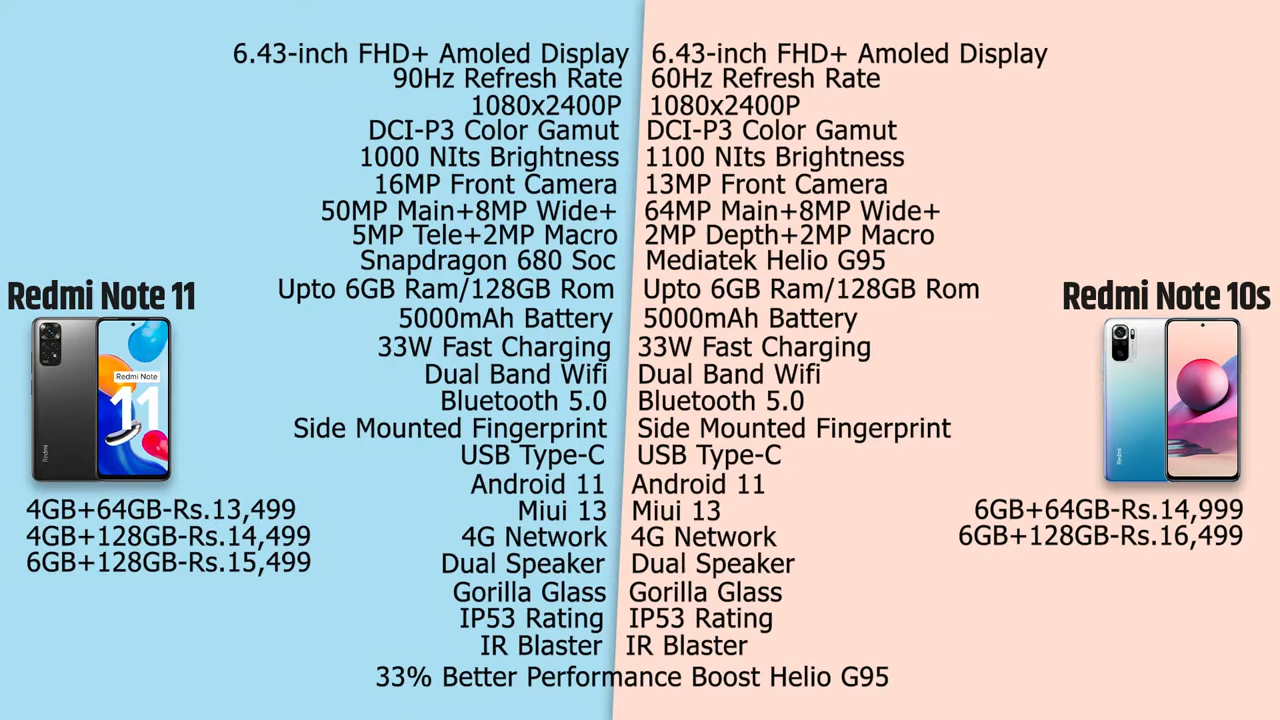 6.43-inch FHD+ Amoled Display
90Hz Refresh Rate
1080x2400P
DCI-P3 Color Gamut
1000 NIts Brightness
16MP Front Camera
50MP Main+8MP Wide+
5MP Tele+2MP Macro
Snapdragon 680 Soc
Upto 6GB Ram/128GB Rom
5000mAh Battery
33W Fast Charging
Dual Band Wifi
Bluetooth 5.0
Side Mounted Fingerprint
USB Type-C
Android 11
Miui 13
4G Network
Dual Speaker
Gorilla Glass
IP53 Rating
IR Blaster
6.43-inch FHD+ Amoled Display
60Hz Refresh Rate
1080x2400P
DCI-P3 Color Gamut
1100 NIts Brightness
13MP Front Camera
64MP Main+8MP Wide+
2MP Depth+2MP Macro
Mediatek Helio G95
Upto 6GB Ram/128GB Rom
5000mAh Battery
33W Fast Charging
Dual Band Wifi
Bluetooth 5.0
Side Mounted Fingerprint
USB Type-C
Android 11
Miui 13
4G Network
Dual Speaker
Gorilla Glass
IP53 Rating
IR Blaster
33% Better Performance Boost Helio G95
Redmi Note 11
Redmi Note
11
Redmi
4GB+64GB-Rs.13,499
4GB+128GB-Rs.14,499
6GB+128GB-Rs.15,499
Redmi Note 10s
Redmi
6GB+64GB-Rs.14,999
6GB+128GB-Rs.16,499